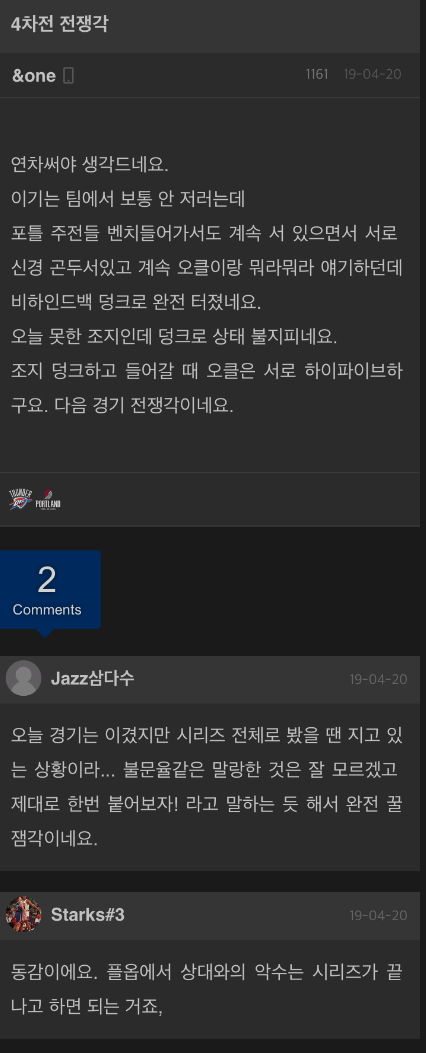 4차전 전쟁각
&one
1161 19-04-20
연차써야 생각드네요.
이기는 팀에서 보통 안 저러는데
포틀 주전들 벤치들어가서도 계속 서 있으면서 서로
신경 곤두서있고 계속 오클이랑 뭐라뭐라 얘기하던데
비하인드백 덩크로 완전 터졌네요.
오늘 못한 조지인데 덩크로 상태 불지피네요.
조지 덩크하고 들어갈 때 오클은 서로 하이파이브하
구요. 다음 경기 전쟁각이네요.
THUNDER PORTLAND
2
Comments
Jazz삼다수
19-04-20
오늘 경기는 이겼지만 시리즈 전체로 봤을 땐 지고 있
는 상황이라... 불문율같은 말랑한 것은 잘 모르겠고
제대로 한번 붙어보자! 라고 말하는 듯 해서 완전 꿀
잼각이네요.
Starks#3
19-04-20
동감이에요. 플옵에서 상대와의 악수는 시리즈가 끝
나고 하면 되는 거죠,